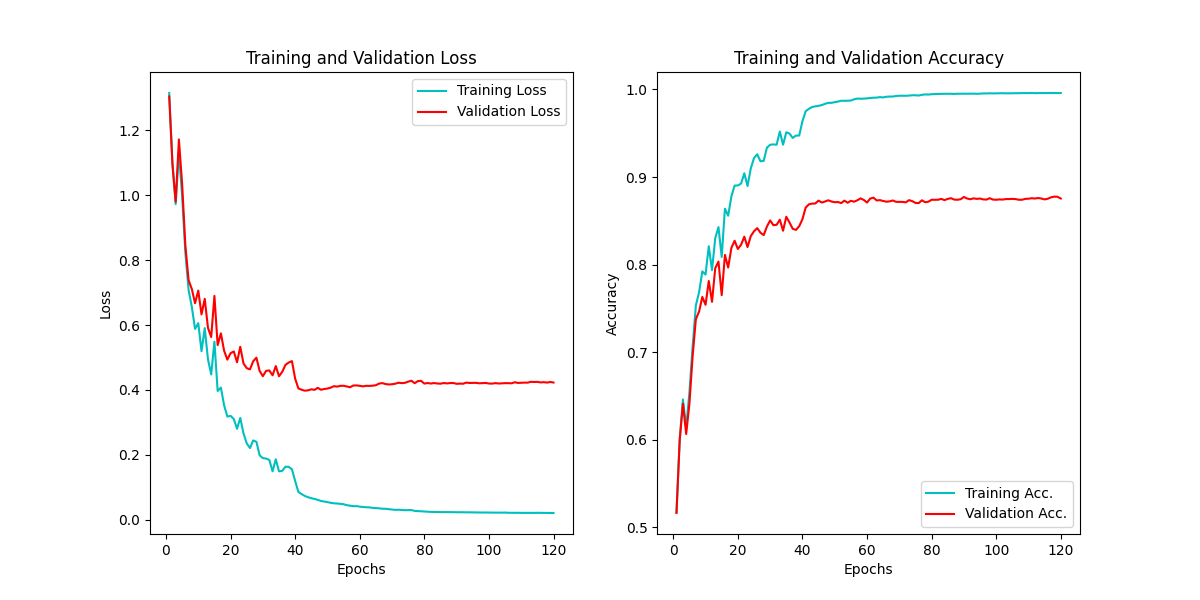 Training and Validation Loss
Training Loss
Validation Loss
1.2
1.0
0.8
0.6
0.4
0.2
0.0
Loss
0 20 40 60 80 100 120
Epochs
Training and Validation Accuracy
1.0
0.9
0.8
0.7
0.6
0.5
Accuracy
Training Acc.
Validation Acc.
0 20 40 60 80 100 120
Epochs